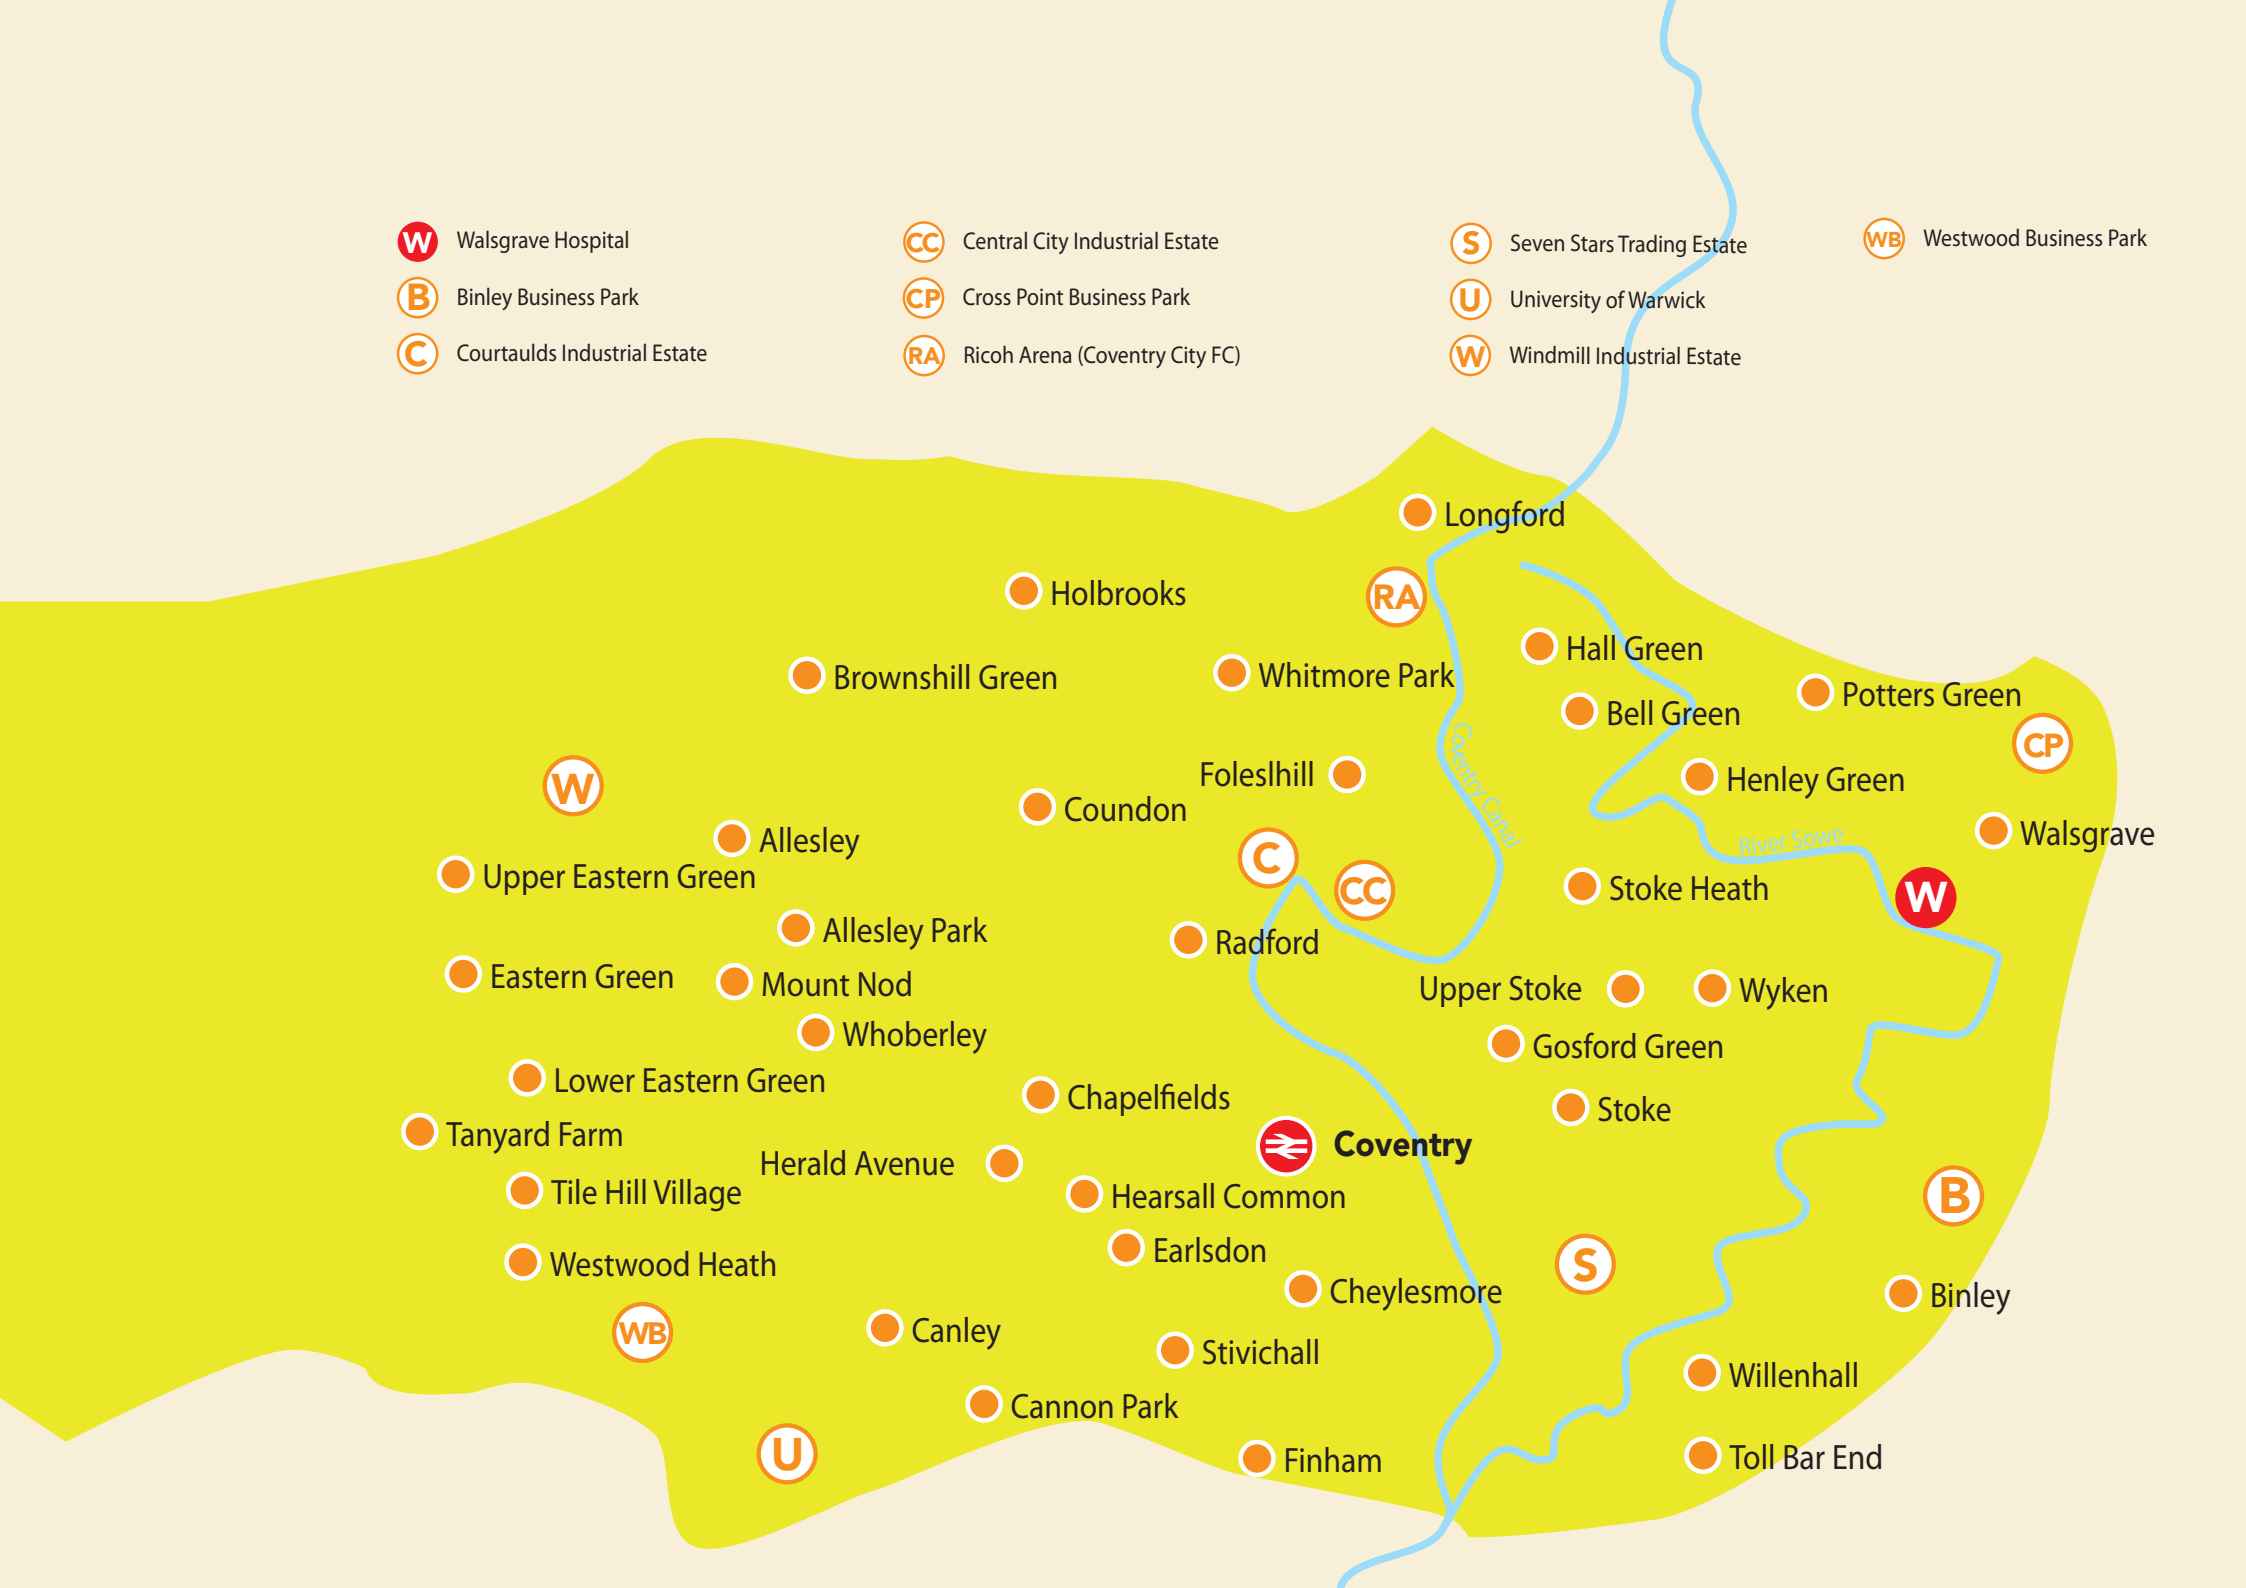 W Walsgrave Hospital
B Binley Business Park
C Courtaulds Industrial Estate
CC Central City Industrial Estate
CP Cross Point Business Park
RA Ricoh Arena (Coventry City FC)
S Seven Stars Trading Estate
U University of Warwick
W Windmill Industrial Estate
WB Westwood Business Park
Longford
Holbrooks
RA
Hall Green
Brownshill Green
Whitmore Park
Potters Green
Bell Green
CP
Coventry Canal
W
Foleslhill
Henley Green
Coundon
Allesley
River Sowe
Walsgrave
C
Upper Eastern Green
CC
Stoke Heath
W
Allesley Park
Radford
Eastern Green
Mount Nod
Upper Stoke
Wyken
Whoberley
Gosford Green
Lower Eastern Green
Chapelfields
Stoke
Tanyard Farm
Coventry
Herald Avenue
Tile Hill Village
Hearsall Common
B
Earlsdon
Westwood Heath
S
Cheylesmore
Binley
WB
Canley
Stivichall
Willenhall
Cannon Park
U
Finham
Toll Bar End